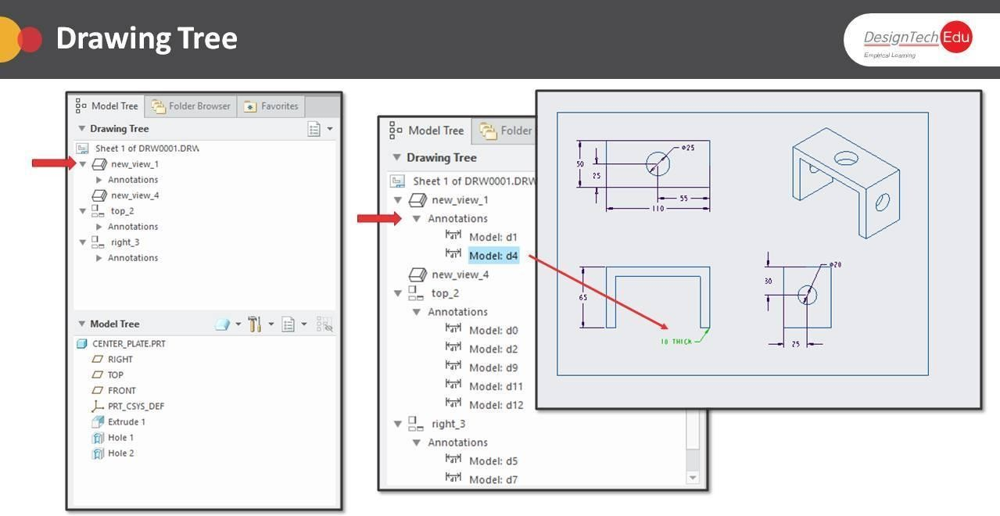 Drawing Tree
DesignTech Edu
Empirical Learning
Model Tree
Folder Browser
Favorites
Drawing Tree
Sheet 1 of DRW0001.DRW
new_view_1
Annotations
new_view_4
top_2
Annotations
right_3
Annotations
Model Tree
CENTER_PLATE.PRT
RIGHT
TOP
FRONT
PRT_CSYS_DEF
Extrude 1
Hole 1
Hole 2
Model Tree
Folder
Drawing Tree
Sheet 1 of DRW0001.DRW
new_view_1
Annotations
Model: d1
Model: d4
new_view_4
top_2
Annotations
Model: d0
Model: d2
Model: d9
Model: d11
Model: d12
right_3
Annotations
Model: d5
Model: d7
50
25
⌀25
55
110
65
10 THICK
30
⌀20
25